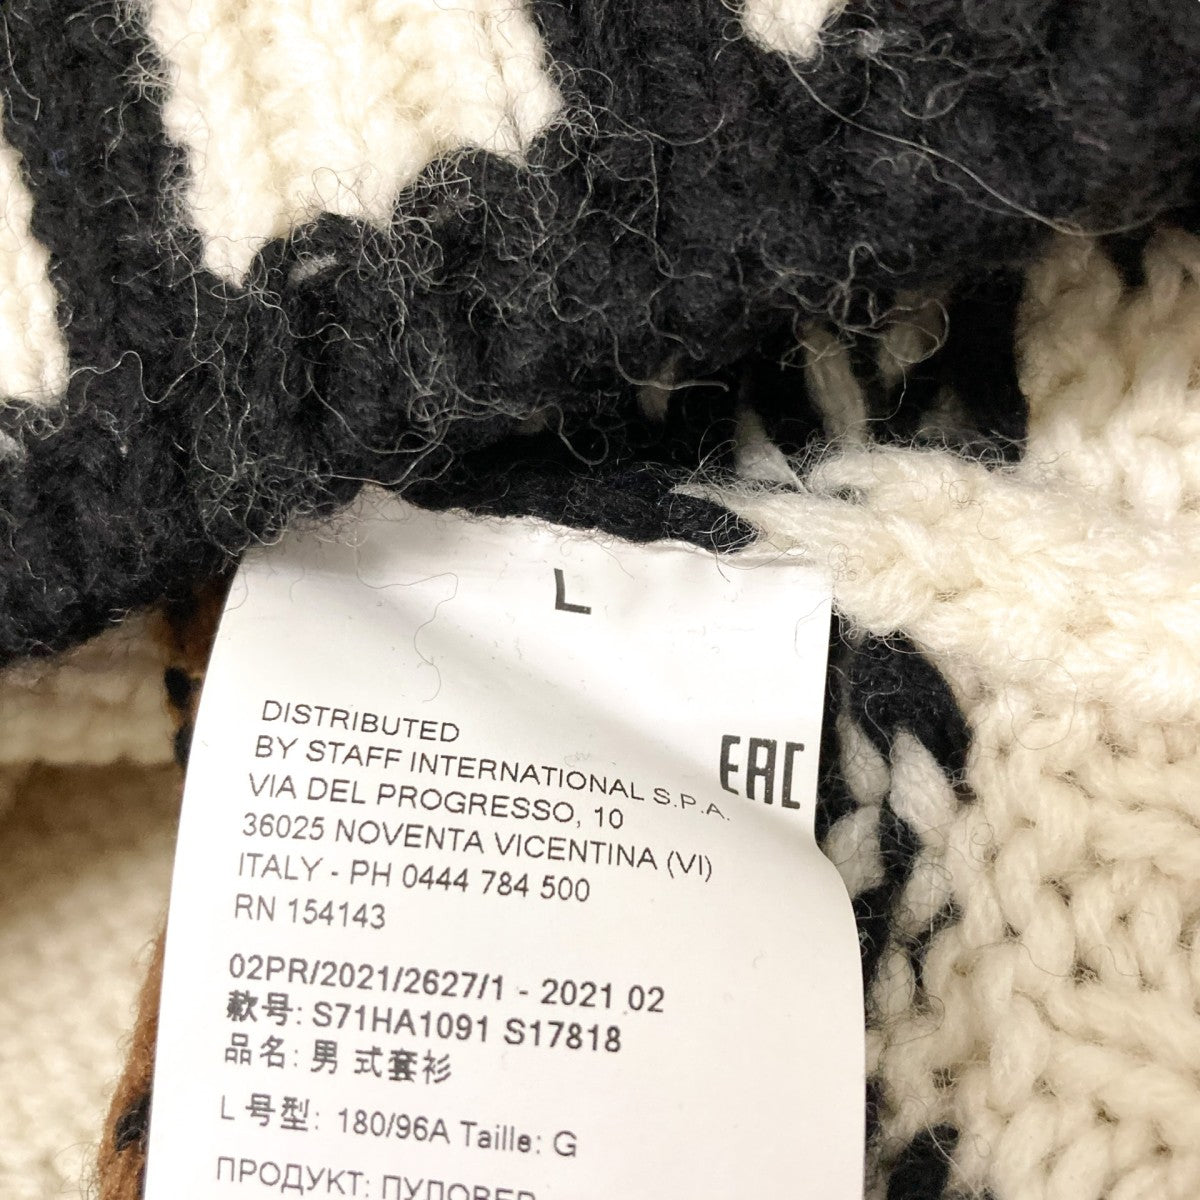 L
DISTRIBUTED
BY STAFF INTERNATIONAL S.P.A.
VIA DEL PROGRESSO, 10
36025 NOVENTA VICENTINA (VI)
ITALY - PH 0444 784 500
RN 154143
EAC
02PR/2021/2627/1 - 2021 02
款号: S71HA1091 S17818
品名: 男 式套衫
L 号型: 180/96A Taille: G
ПРОДУКТ: ПУЛОВЕР